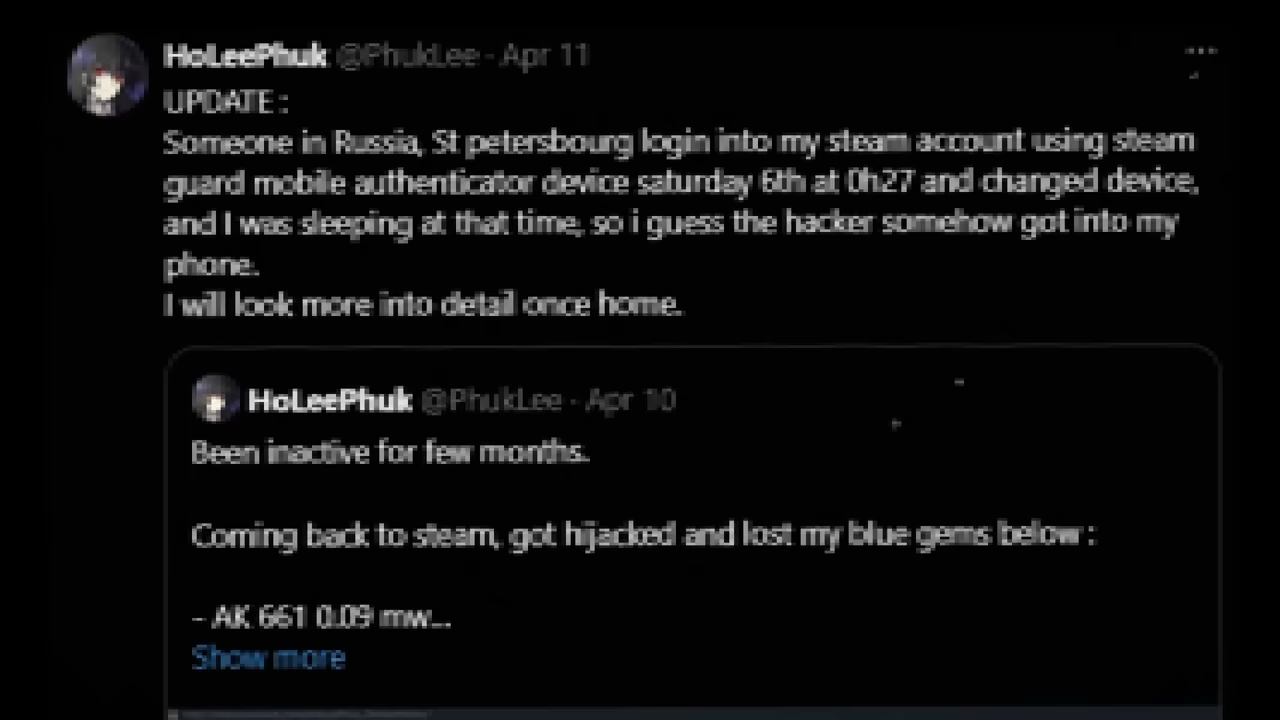 HoLeePhuk @PhukLee · Apr 11
UPDATE :
Someone in Russia, St petersbourg login into my steam account using steam
guard mobile authenticator device saturday 6th at 0h27 and changed device,
and I was sleeping at that time, so i guess the hacker somehow got into my
phone.
I will look more into detail once home.
HoLeePhuk @PhukLee · Apr 10
Been inactive for few months.
Coming back to steam, got hijacked and lost my blue gems below :
- AK 661 0.09 mw...
Show more